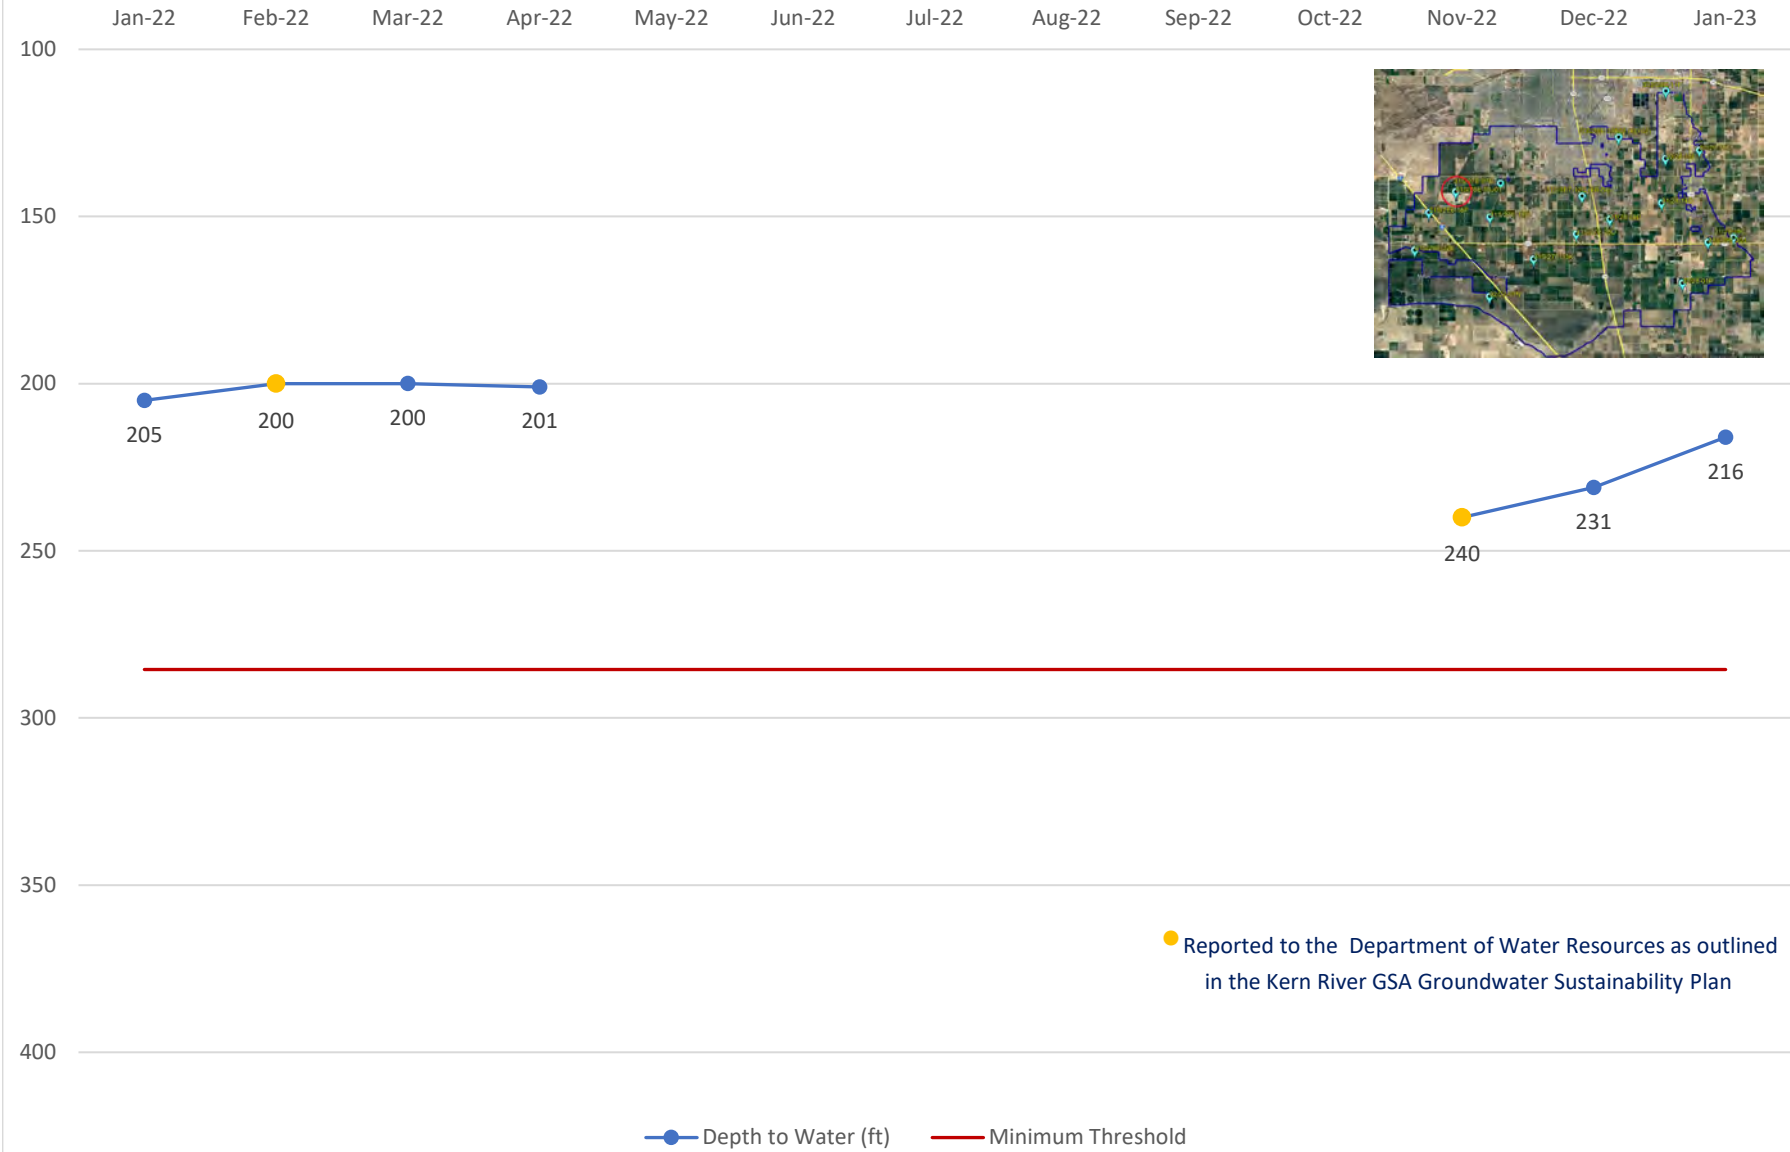 Jan-22 Feb-22 Mar-22 Apr-22 May-22 Jun-22 Jul-22 Aug-22 Sep-22 Oct-22 Nov-22 Dec-22 Jan-23
100
150
200
205 200 200 201
216
231
250
240
300
350
Reported to the Department of Water Resources as outlined
in the Kern River GSA Groundwater Sustainability Plan
400
Depth to Water (ft) Minimum Threshold